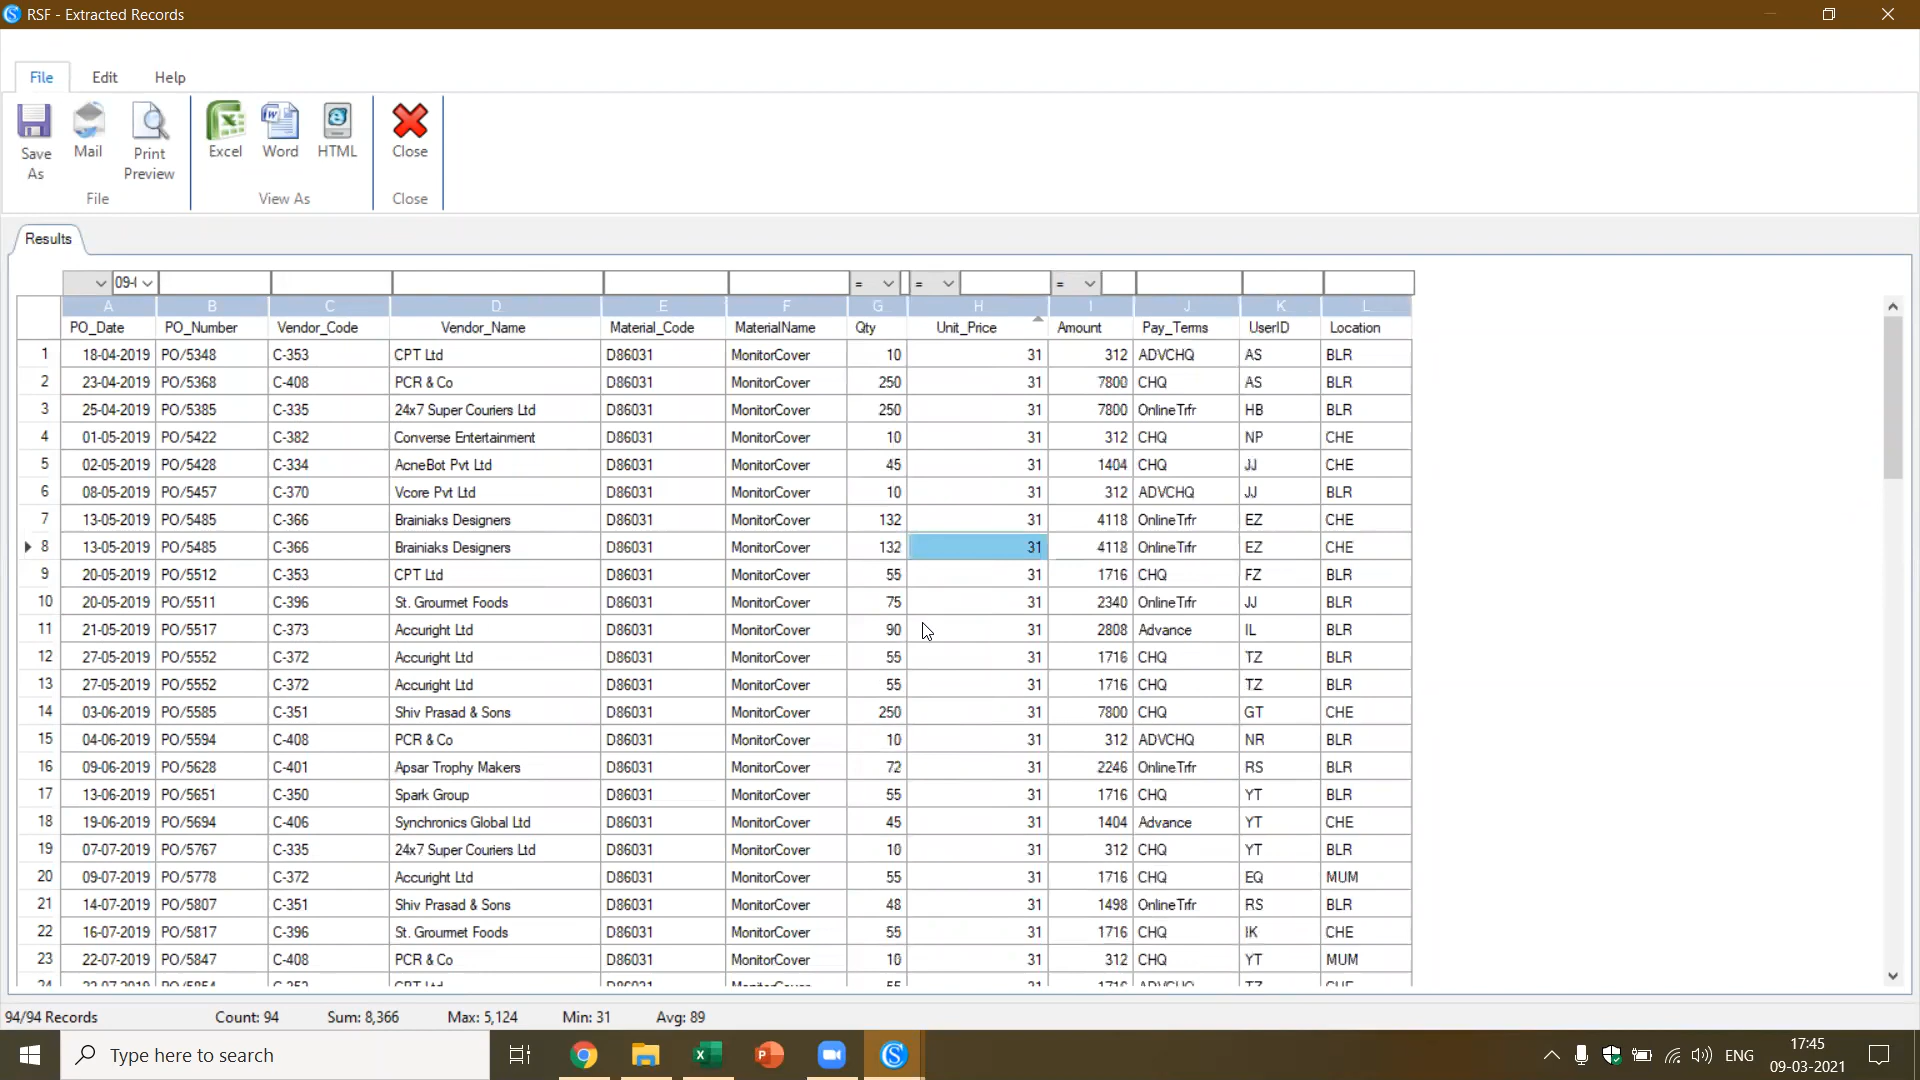 RSF - Extracted Records
File Edit Help
Save As Mail Print Preview Excel Word HTML Close
File View As Close
Results
09-0 = = =
A B C D E F G H I J K L
PO_Date PO_Number Vendor_Code Vendor_Name Material_Code MaterialName Qty Unit_Price Amount Pay_Terms UserID Location
1 18-04-2019 PO/5348 C-353 CPT Ltd D86031 MonitorCover 10 31 312 ADVCHQ AS BLR
2 23-04-2019 PO/5368 C-408 PCR & Co D86031 MonitorCover 250 31 7800 CHQ AS BLR
3 25-04-2019 PO/5385 C-335 24x7 Super Couriers Ltd D86031 MonitorCover 250 31 7800 OnlineTrfr HB BLR
4 01-05-2019 PO/5422 C-382 Converse Entertainment D86031 MonitorCover 10 31 312 CHQ NP CHE
5 02-05-2019 PO/5428 C-334 AcneBot Pvt Ltd D86031 MonitorCover 45 31 1404 CHQ JJ CHE
6 08-05-2019 PO/5457 C-370 Vcore Pvt Ltd D86031 MonitorCover 10 31 312 ADVCHQ JJ BLR
7 13-05-2019 PO/5485 C-366 Brainiaks Designers D86031 MonitorCover 132 31 4118 OnlineTrfr EZ CHE
8 13-05-2019 PO/5485 C-366 Brainiaks Designers D86031 MonitorCover 132 31 4118 OnlineTrfr EZ CHE
9 20-05-2019 PO/5512 C-353 CPT Ltd D86031 MonitorCover 55 31 1716 CHQ FZ BLR
10 20-05-2019 PO/5511 C-396 St. Grourmet Foods D86031 MonitorCover 75 31 2340 OnlineTrfr JJ BLR
11 21-05-2019 PO/5517 C-373 Accuright Ltd D86031 MonitorCover 90 31 2808 Advance IL BLR
12 27-05-2019 PO/5552 C-372 Accuright Ltd D86031 MonitorCover 55 31 1716 CHQ TZ BLR
13 27-05-2019 PO/5552 C-372 Accuright Ltd D86031 MonitorCover 55 31 1716 CHQ TZ BLR
14 03-06-2019 PO/5585 C-351 Shiv Prasad & Sons D86031 MonitorCover 250 31 7800 CHQ GT CHE
15 04-06-2019 PO/5594 C-408 PCR & Co D86031 MonitorCover 10 31 312 ADVCHQ NR BLR
16 09-06-2019 PO/5628 C-401 Apsar Trophy Makers D86031 MonitorCover 72 31 2246 OnlineTrfr RS BLR
17 13-06-2019 PO/5651 C-350 Spark Group D86031 MonitorCover 55 31 1716 CHQ YT BLR
18 19-06-2019 PO/5694 C-406 Synchronics Global Ltd D86031 MonitorCover 45 31 1404 Advance YT CHE
19 07-07-2019 PO/5767 C-335 24x7 Super Couriers Ltd D86031 MonitorCover 10 31 312 CHQ YT BLR
20 09-07-2019 PO/5778 C-372 Accuright Ltd D86031 MonitorCover 55 31 1716 CHQ EQ MUM
21 14-07-2019 PO/5807 C-351 Shiv Prasad & Sons D86031 MonitorCover 48 31 1498 OnlineTrfr RS BLR
22 16-07-2019 PO/5817 C-396 St. Grourmet Foods D86031 MonitorCover 55 31 1716 CHQ IK CHE
23 22-07-2019 PO/5847 C-408 PCR & Co D86031 MonitorCover 10 31 312 CHQ YT MUM
94/94 Records Count: 94 Sum: 8,366 Max: 5,124 Min: 31 Avg: 89
Type here to search ENG 17:45
09-03-2021